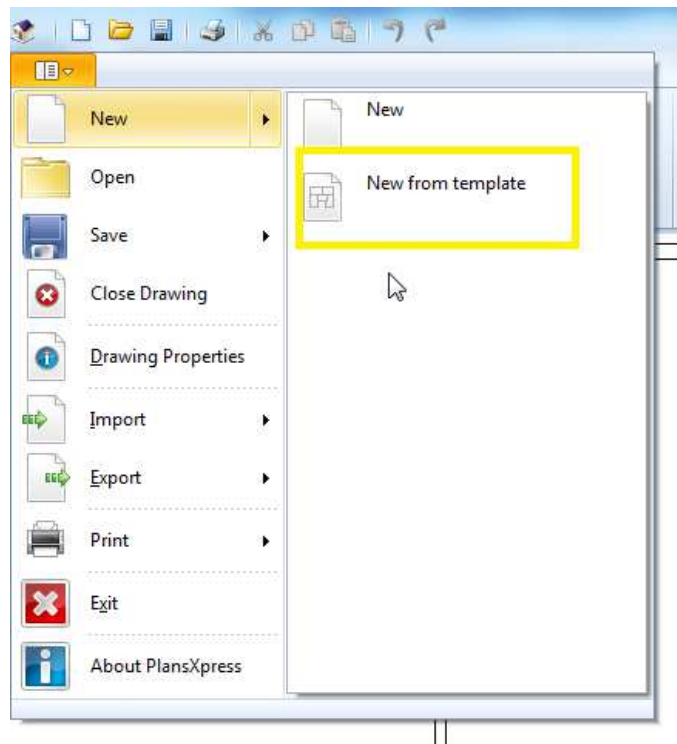 New
Open
Save
Close Drawing
Drawing Properties
Import
Export
Print
Exit
About PlansXpress
New
New from template